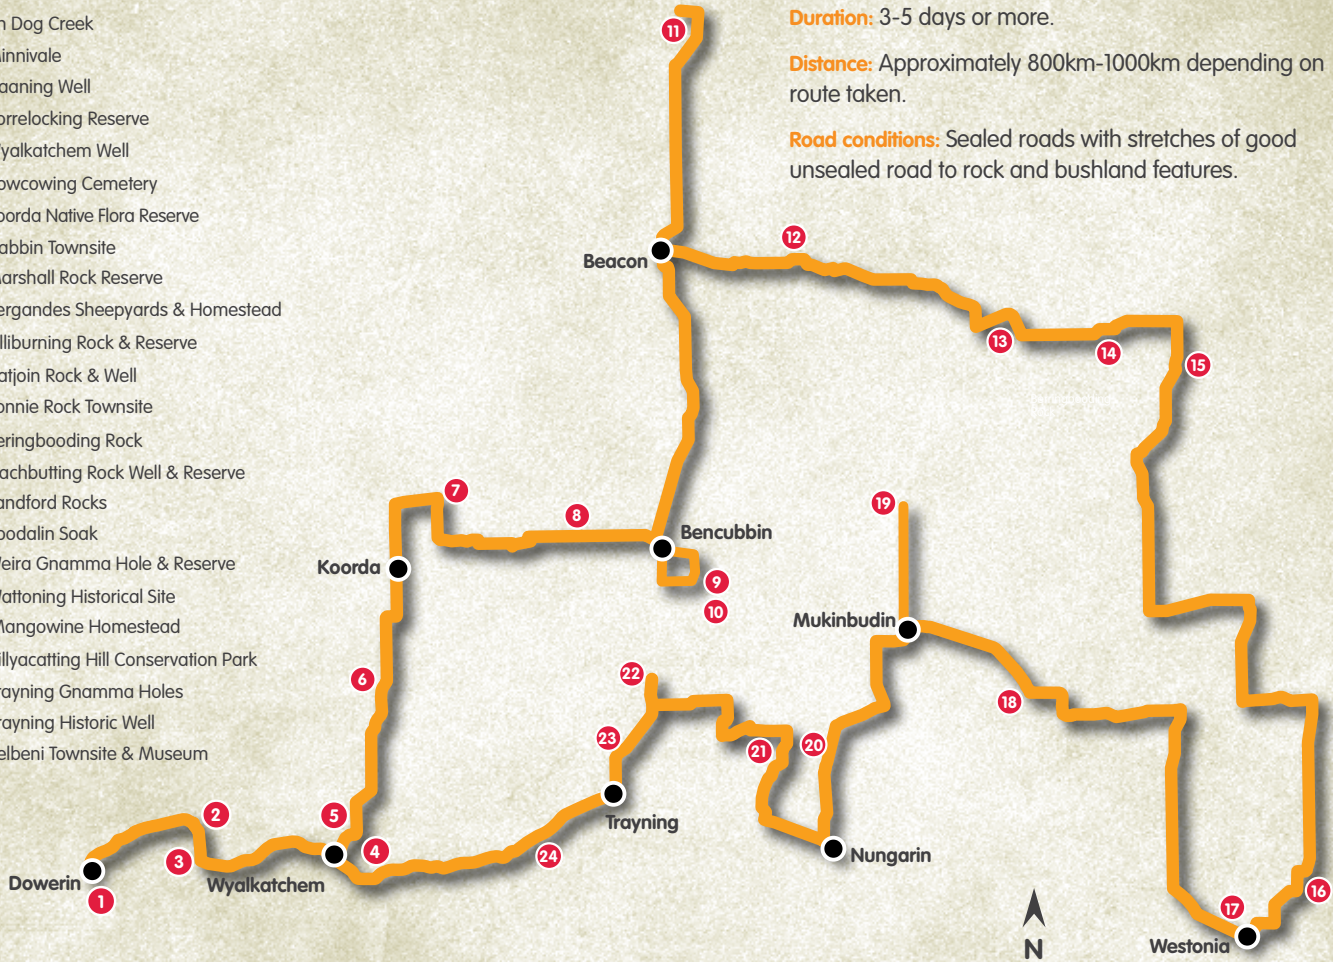 n Dog Creek
innivale
aaning Well
orrelocking Reserve
yalkatchem Well
owcowing Cemetery
oorda Native Flora Reserve
abbin Townsite
arshall Rock Reserve
ergandes Sheepyards & Homestead
lliburning Rock & Reserve
atjoin Rock & Well
onnie Rock Townsite
eringbooding Rock
achbutting Rock Well & Reserve
andford Rocks
oodalin Soak
eira Gnamma Hole & Reserve
attoning Historical Site
Mangowine Homestead
illyacatting Hill Conservation Park
rayning Gnamma Holes
rayning Historic Well
elbeni Townsite & Museum
Duration: 3-5 days or more.
Distance: Approximately 800km-1000km depending on
route taken.
Road conditions: Sealed roads with stretches of good
unsealed road to rock and bushland features.
11
12
Beacon
13
14
15
7
19
8
Bencubbin
Koorda
9
10
Mukinbudin
22
6
18
23
20
21
2
5
Trayning
4
24
3
Nungarin
Dowerin
Wyalkatchem
1
16
17
N
Westonia